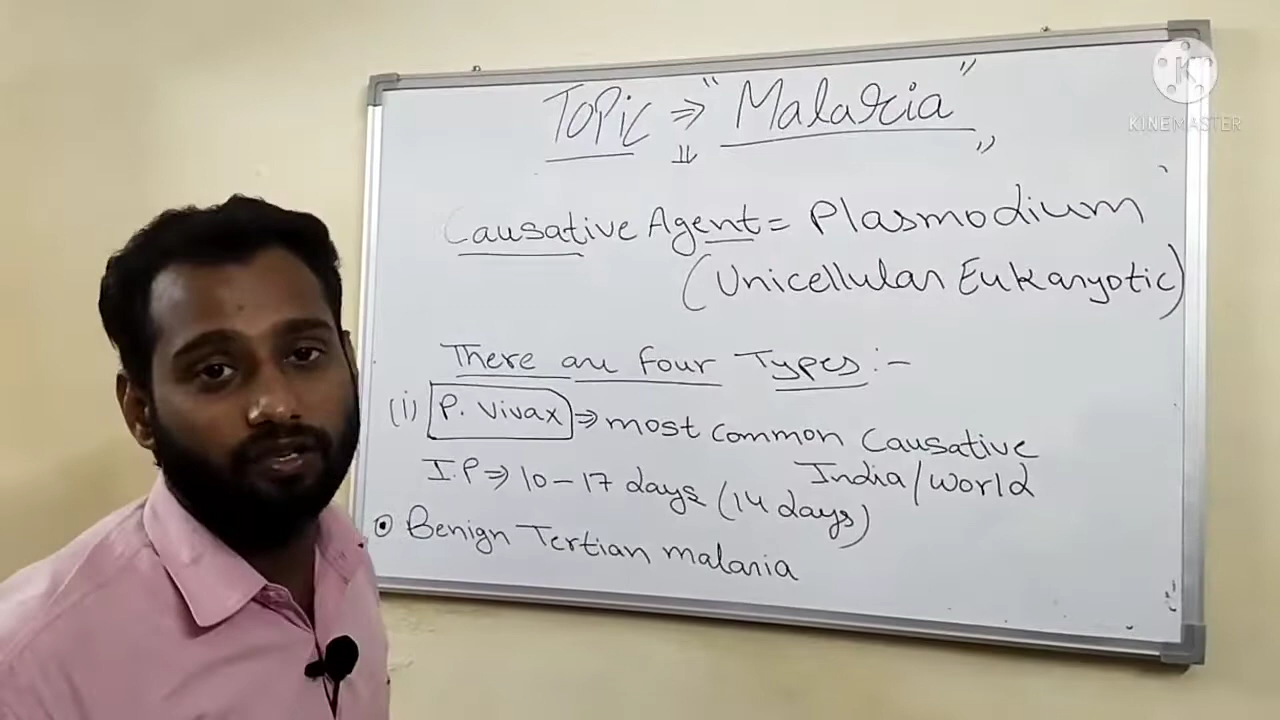 KINEMASTER
Topic ⇒ "Malaria"
Causative Agent = Plasmodium
(Unicellular Eukaryotic)
There are four Types:-
(i) P. Vivax ⇒ most common causative
India/world
I.P ⇒ 10-17 days (14 days)
Benign Tertian malaria